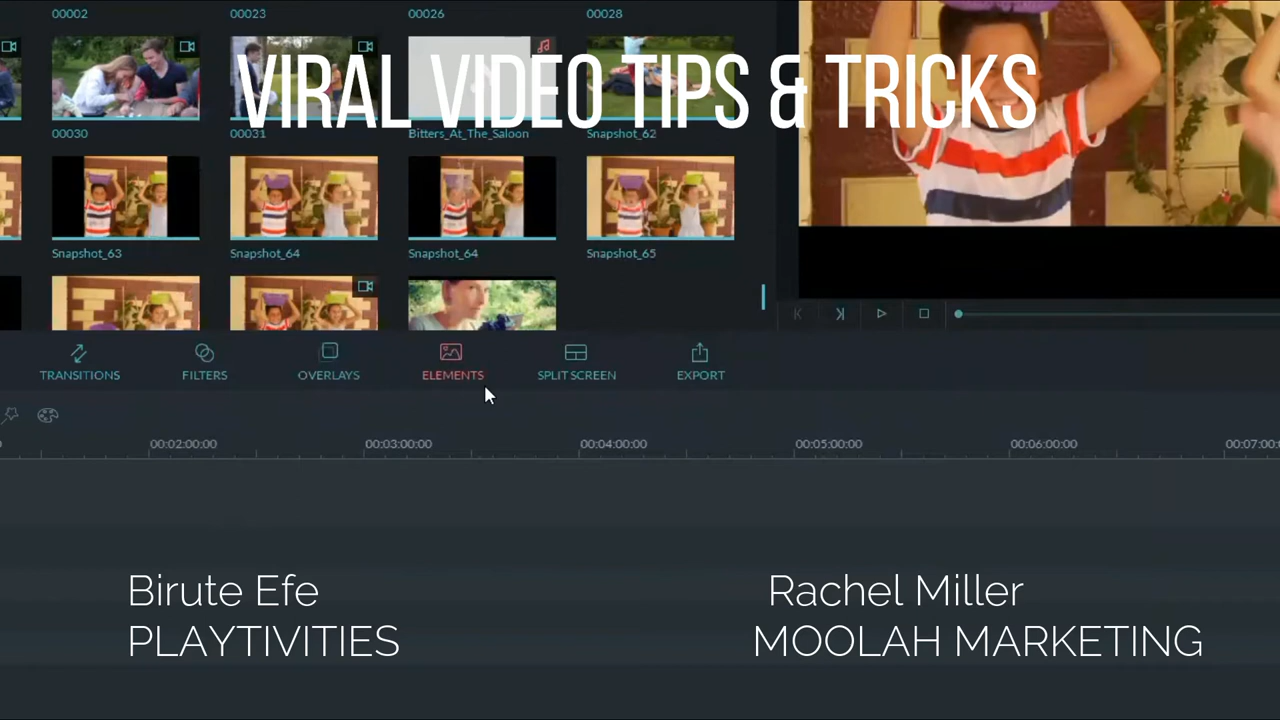 00002 00023 00026 00028
VIRAL VIDEO TIPS & TRICKS
00030 00031 Bitters_At_The_Saloon Snapshot_62
Snapshot_63 Snapshot_64 Snapshot_64 Snapshot_65
TRANSITIONS FILTERS OVERLAYS ELEMENTS SPLIT SCREEN EXPORT
00:02:00:00 00:03:00:00 00:04:00:00 00:05:00:00 00:06:00:00 00:07:00:
Birute Efe Rachel Miller
PLAYTIVITIES MOOLAH MARKETING